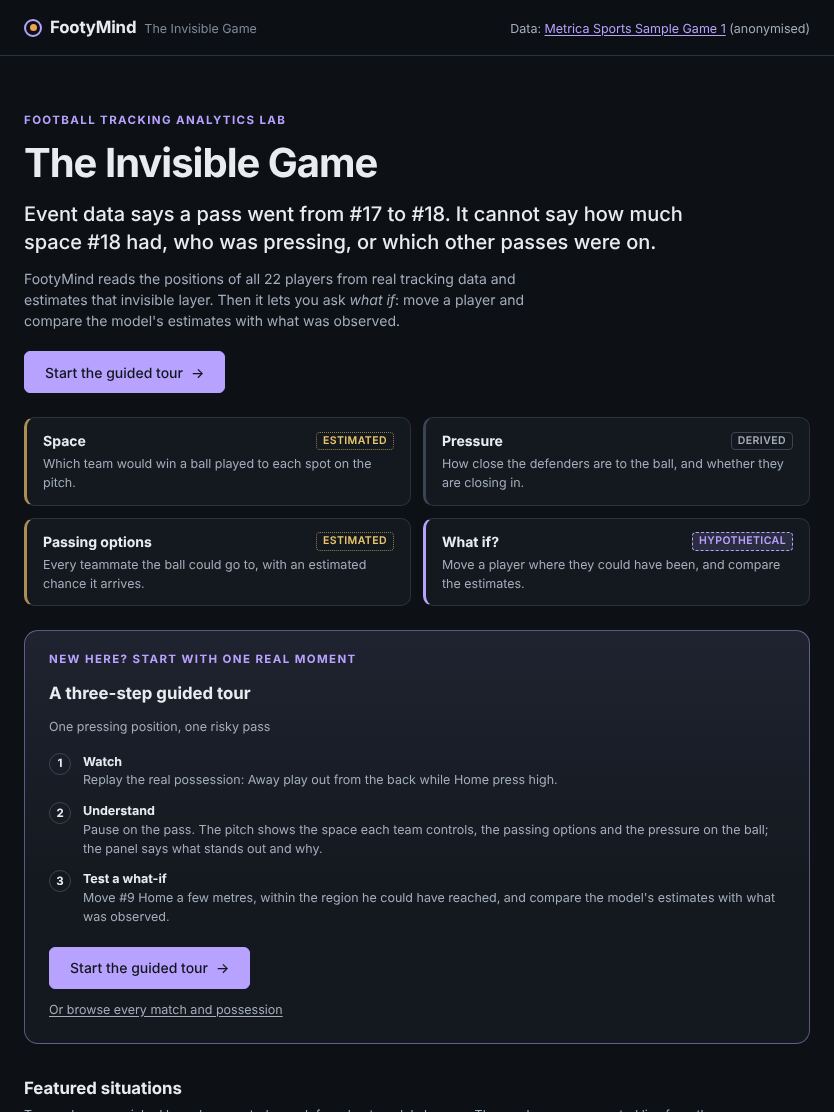 FootyMind The Invisible Game
Data: Metrica Sports Sample Game 1 (anonymised)
FOOTBALL TRACKING ANALYTICS LAB
The Invisible Game
Event data says a pass went from #17 to #18. It cannot say how much
space #18 had, who was pressing, or which other passes were on.
FootyMind reads the positions of all 22 players from real tracking data and
estimates that invisible layer. Then it lets you ask what if: move a player and
compare the model's estimates with what was observed.
Start the guided tour →
Space
ESTIMATED
Which team would win a ball played to each spot on the
pitch.
Pressure
DERIVED
How close the defenders are to the ball, and whether they
are closing in.
Passing options
ESTIMATED
Every teammate the ball could go to, with an estimated
chance it arrives.
What if?
HYPOTHETICAL
Move a player where they could have been, and compare
the estimates.
NEW HERE? START WITH ONE REAL MOMENT
A three-step guided tour
One pressing position, one risky pass
1 Watch
Replay the real possession: Away play out from the back while Home press high.
2 Understand
Pause on the pass. The pitch shows the space each team controls, the passing options and the pressure on the ball;
the panel says what stands out and why.
3 Test a what-if
Move #9 Home a few metres, within the region he could have reached, and compare the model's estimates with what
was observed.
Start the guided tour →
Or browse every match and possession
Featured situations